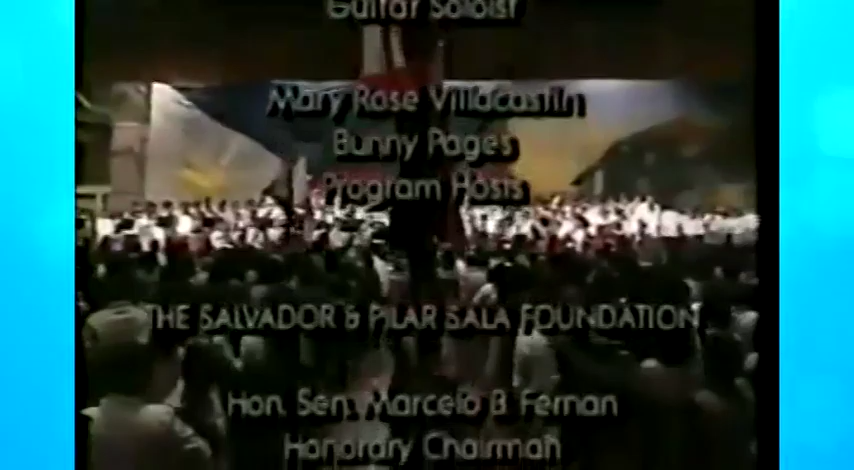 Guitar Soloist
Mary Rose Villacastin
Bunny Pages
Program Hosts
THE SALVADOR & PILAR SALA FOUNDATION
Hon. Sen. Marcelo B. Fernan
Honorary Chairman